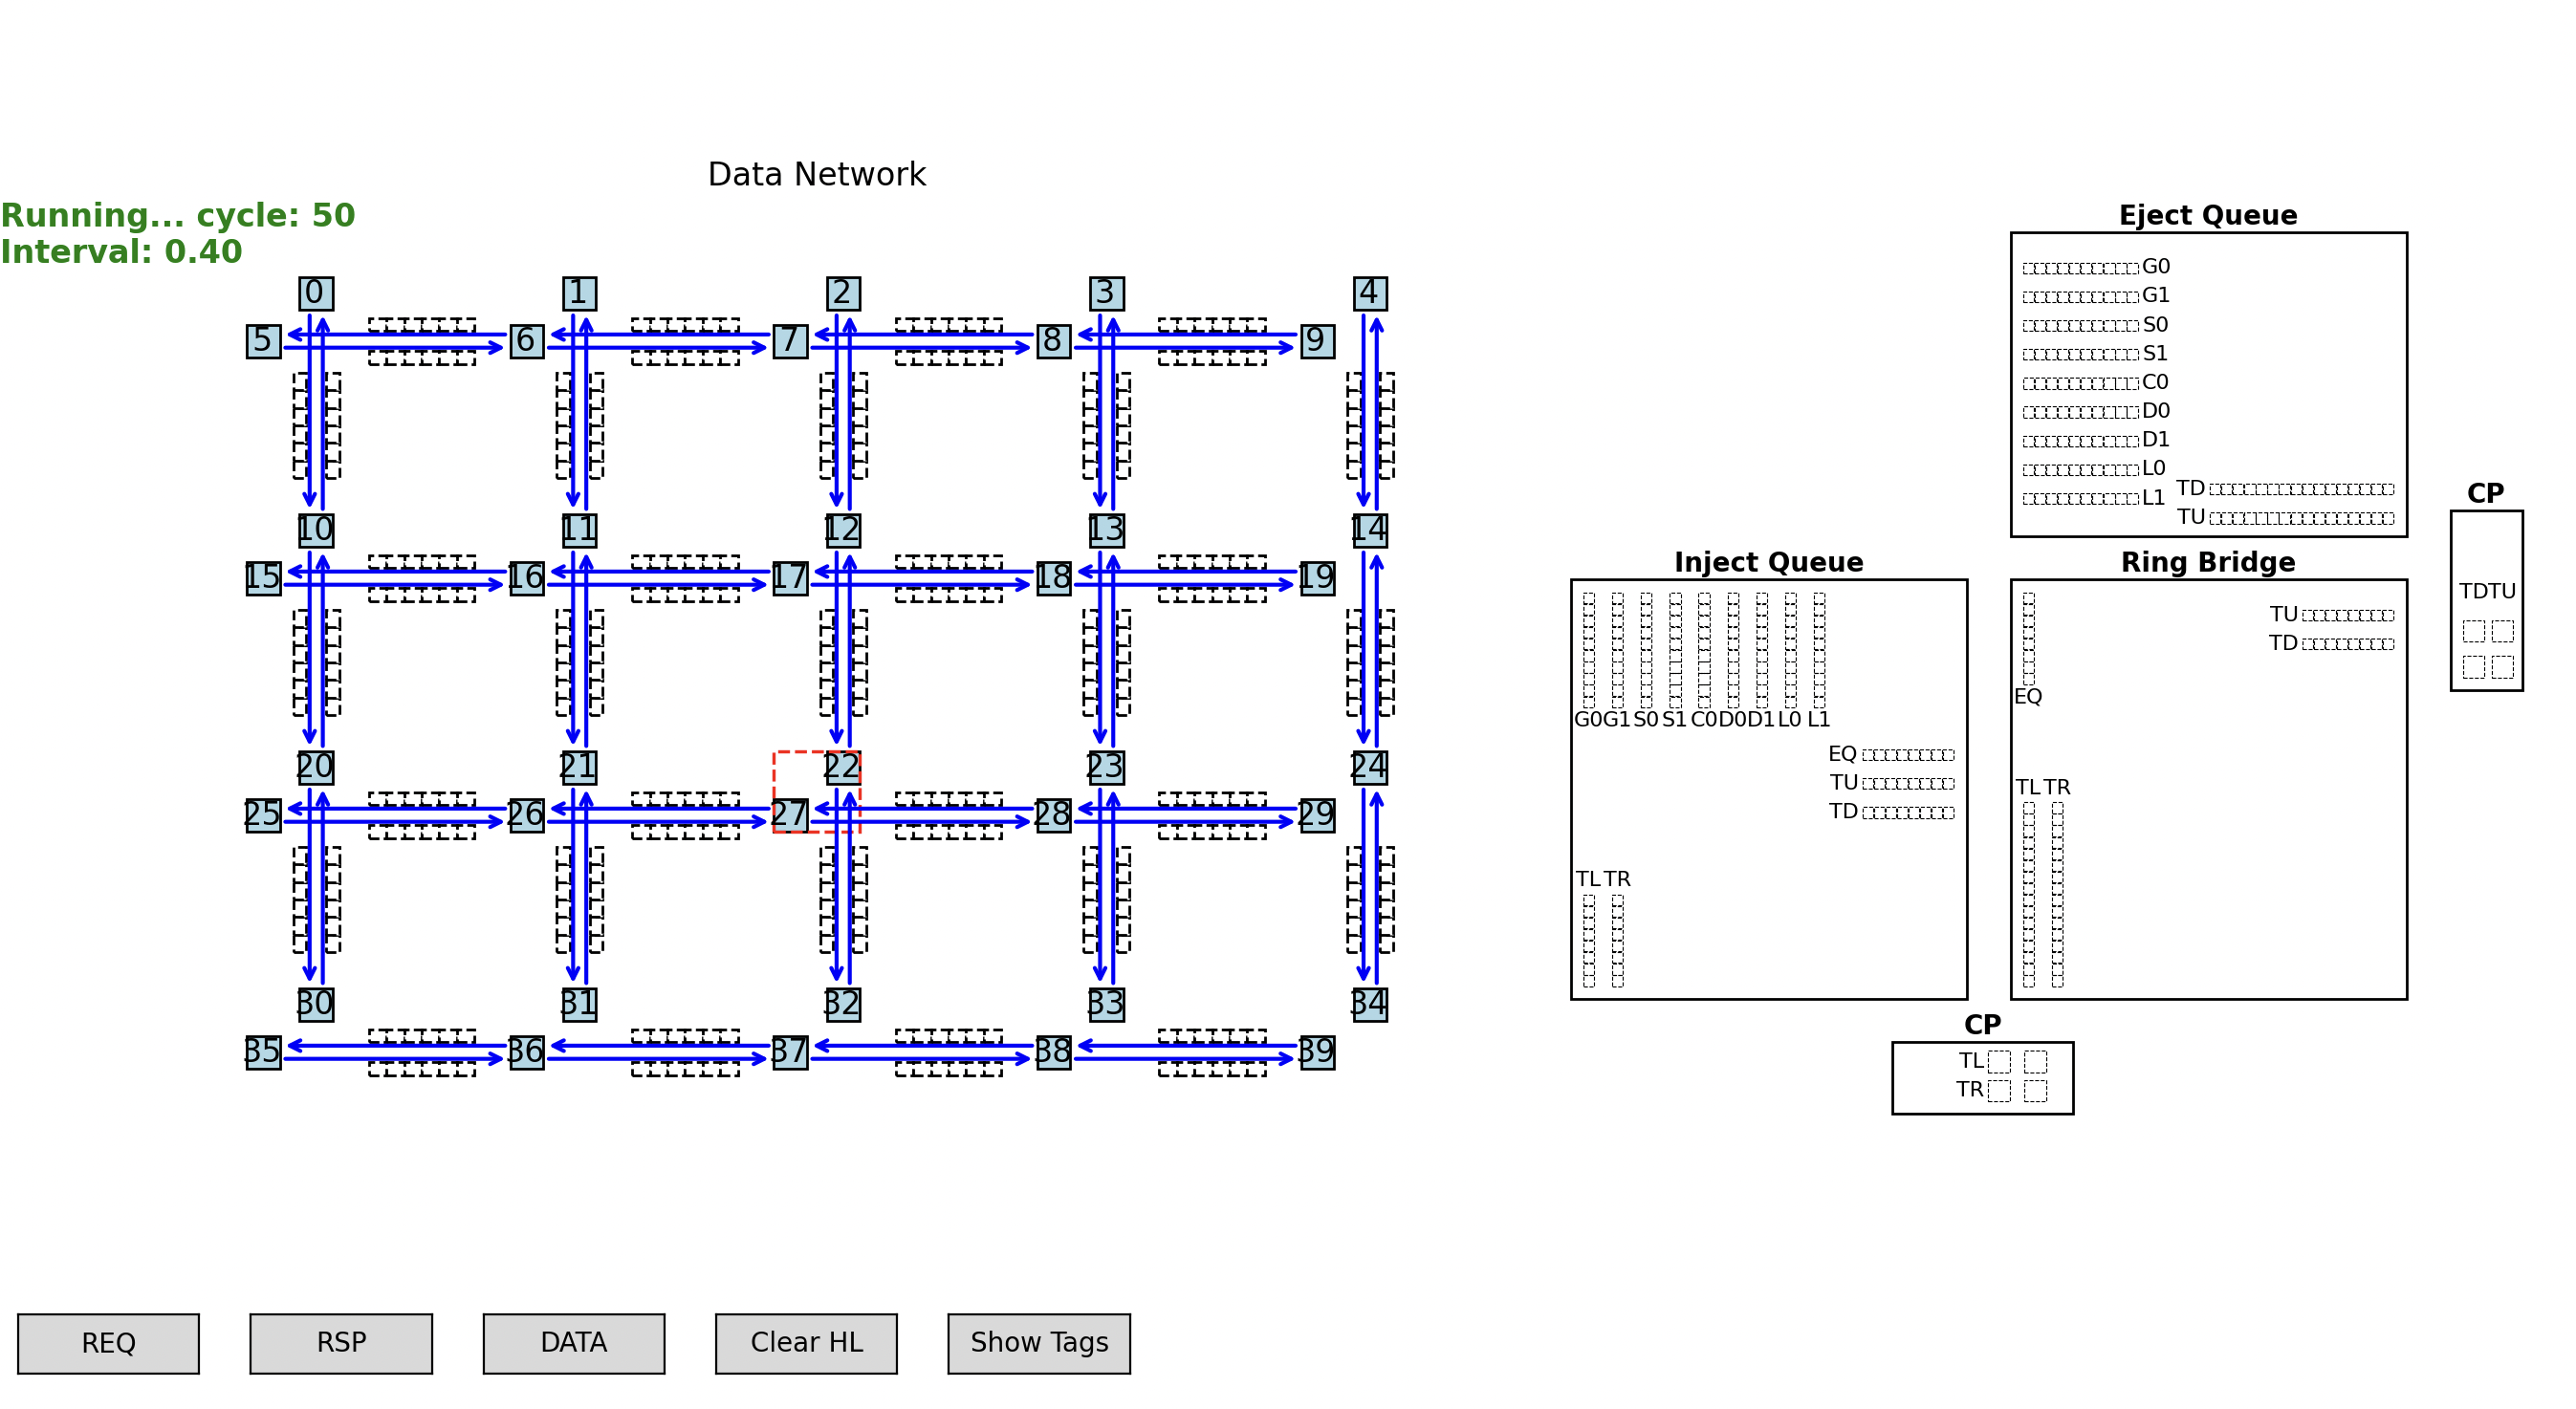 Data Network
Running... cycle: 50
Interval: 0.40
0 1 2 3 4
5 6 7 8 9
10 11 12 13 14
15 16 17 18 19
20 21 22 23 24
25 26 27 28 29
30 31 32 33 34
35 36 37 38 39
Eject Queue
G0
G1
S0
S1
C0
D0
D1
L0
L1
TD
TU
CP
TD TU
Inject Queue
G0 G1 S0 S1 C0 D0 D1 L0 L1
EQ
TU
TD
TL TR
Ring Bridge
TU
TD
EQ
TL TR
CP
TL
TR
REQ
RSP
DATA
Clear HL
Show Tags